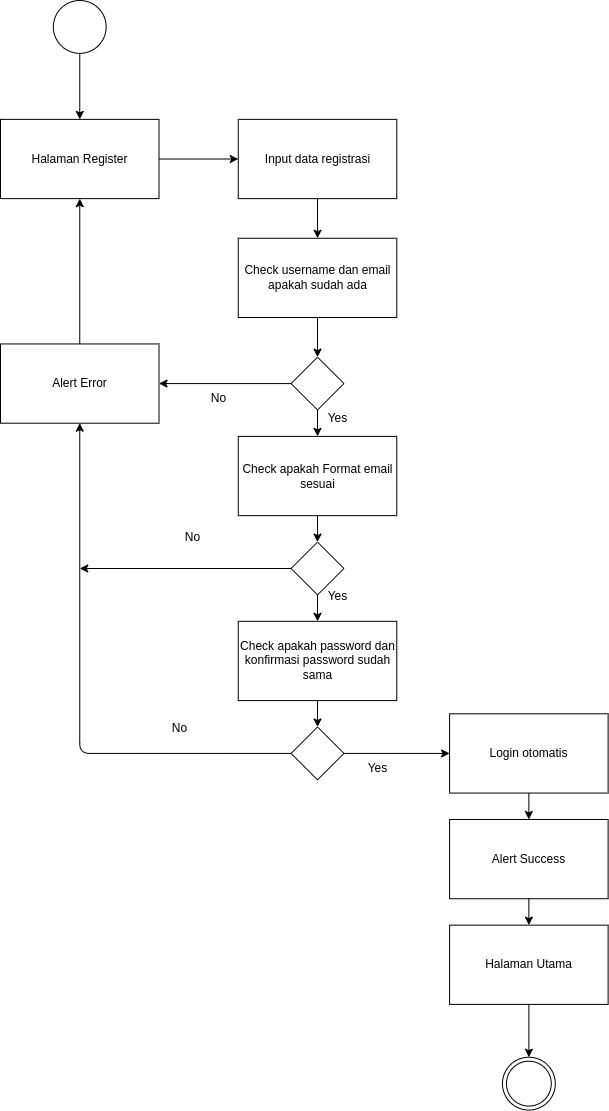 Halaman Register
Input data registrasi
Check username dan email
apakah sudah ada
Alert Error
No
Yes
Check apakah Format email
sesuai
No
Yes
Check apakah password dan
konfirmasi password sudah
sama
No
Yes
Login otomatis
Alert Success
Halaman Utama